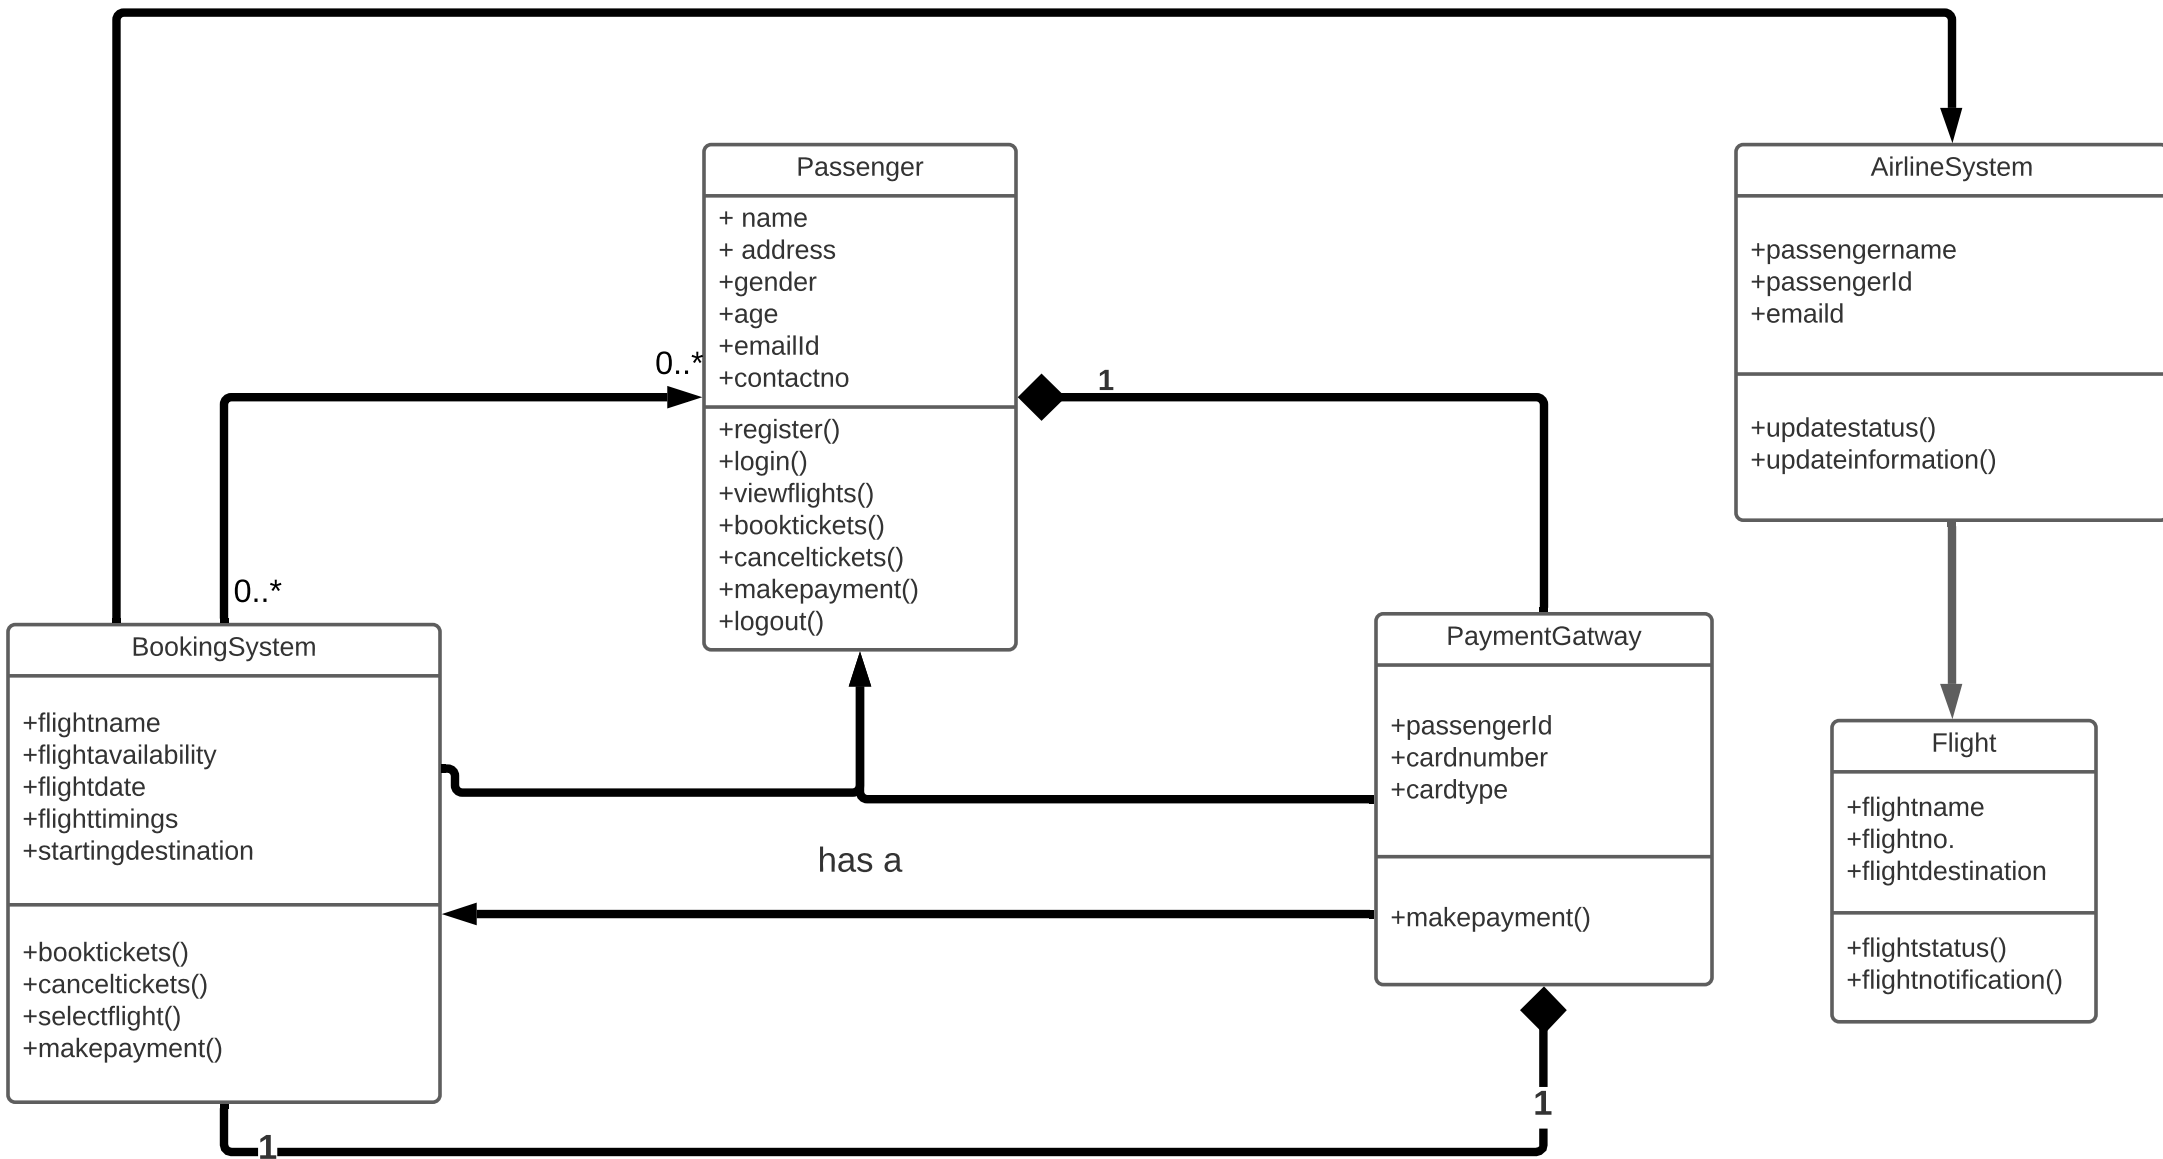 Passenger
+ name
+ address
+gender
+age
+emailId
+contactno
+register()
+login()
+viewflights()
+booktickets()
+canceltickets()
+makepayment()
+logout()
AirlineSystem
+passengername
+passengerId
+emaild
+updatestatus()
+updateinformation()
0..*
1
0..*
BookingSystem
+flightname
+flightavailability
+flightdate
+flighttimings
+startingdestination
+booktickets()
+canceltickets()
+selectflight()
+makepayment()
PaymentGatway
+passengerId
+cardnumber
+cardtype
+makepayment()
has a
Flight
+flightname
+flightno.
+flightdestination
+flightstatus()
+flightnotification()
1
1